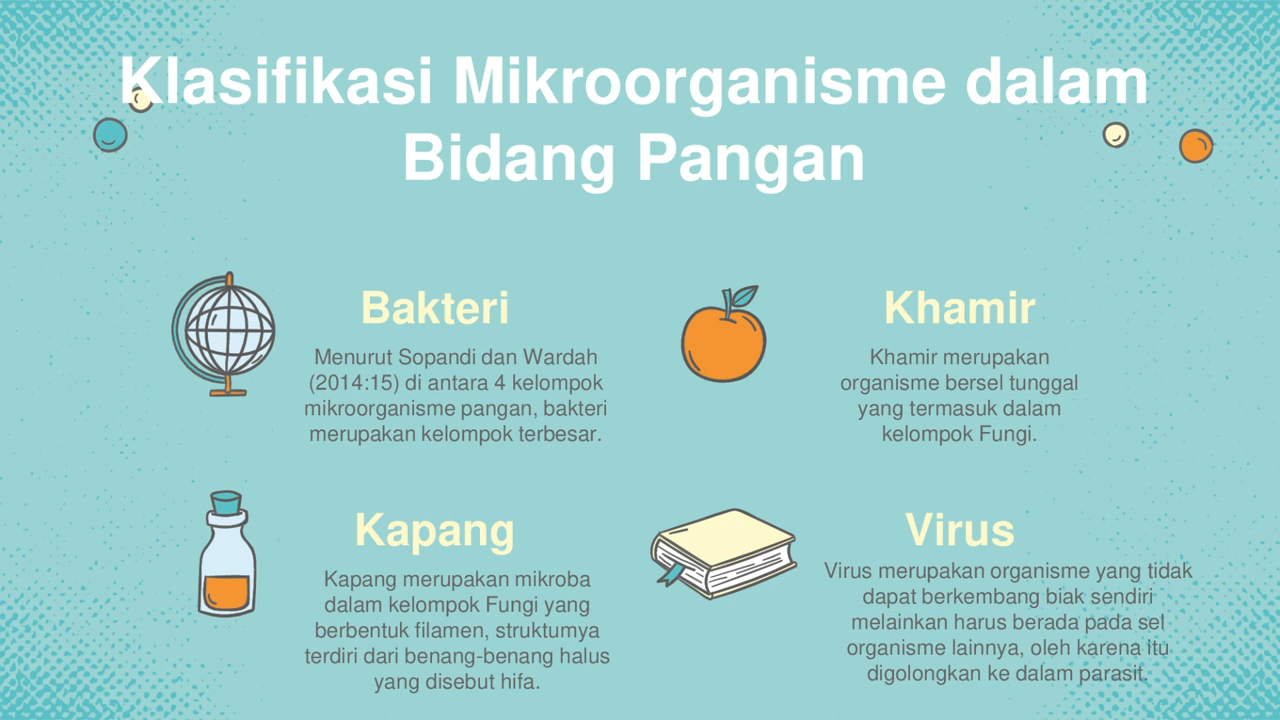 Klasifikasi Mikroorganisme dalam
Bidang Pangan
Bakteri
Menurut Sopandi dan Wardah
(2014:15) di antara 4 kelompok
mikroorganisme pangan, bakteri
merupakan kelompok terbesar.
Khamir
Khamir merupakan
organisme bersel tunggal
yang termasuk dalam
kelompok Fungi.
Kapang
Kapang merupakan mikroba
dalam kelompok Fungi yang
berbentuk filamen, struktumya
terdiri dari benang-benang halus
yang disebut hifa.
Virus
Virus merupakan organisme yang tidak
dapat berkembang biak sendiri
melainkan harus berada pada sel
organisme lainnya, oleh karena itu
digolongkan ke dalam parasit.